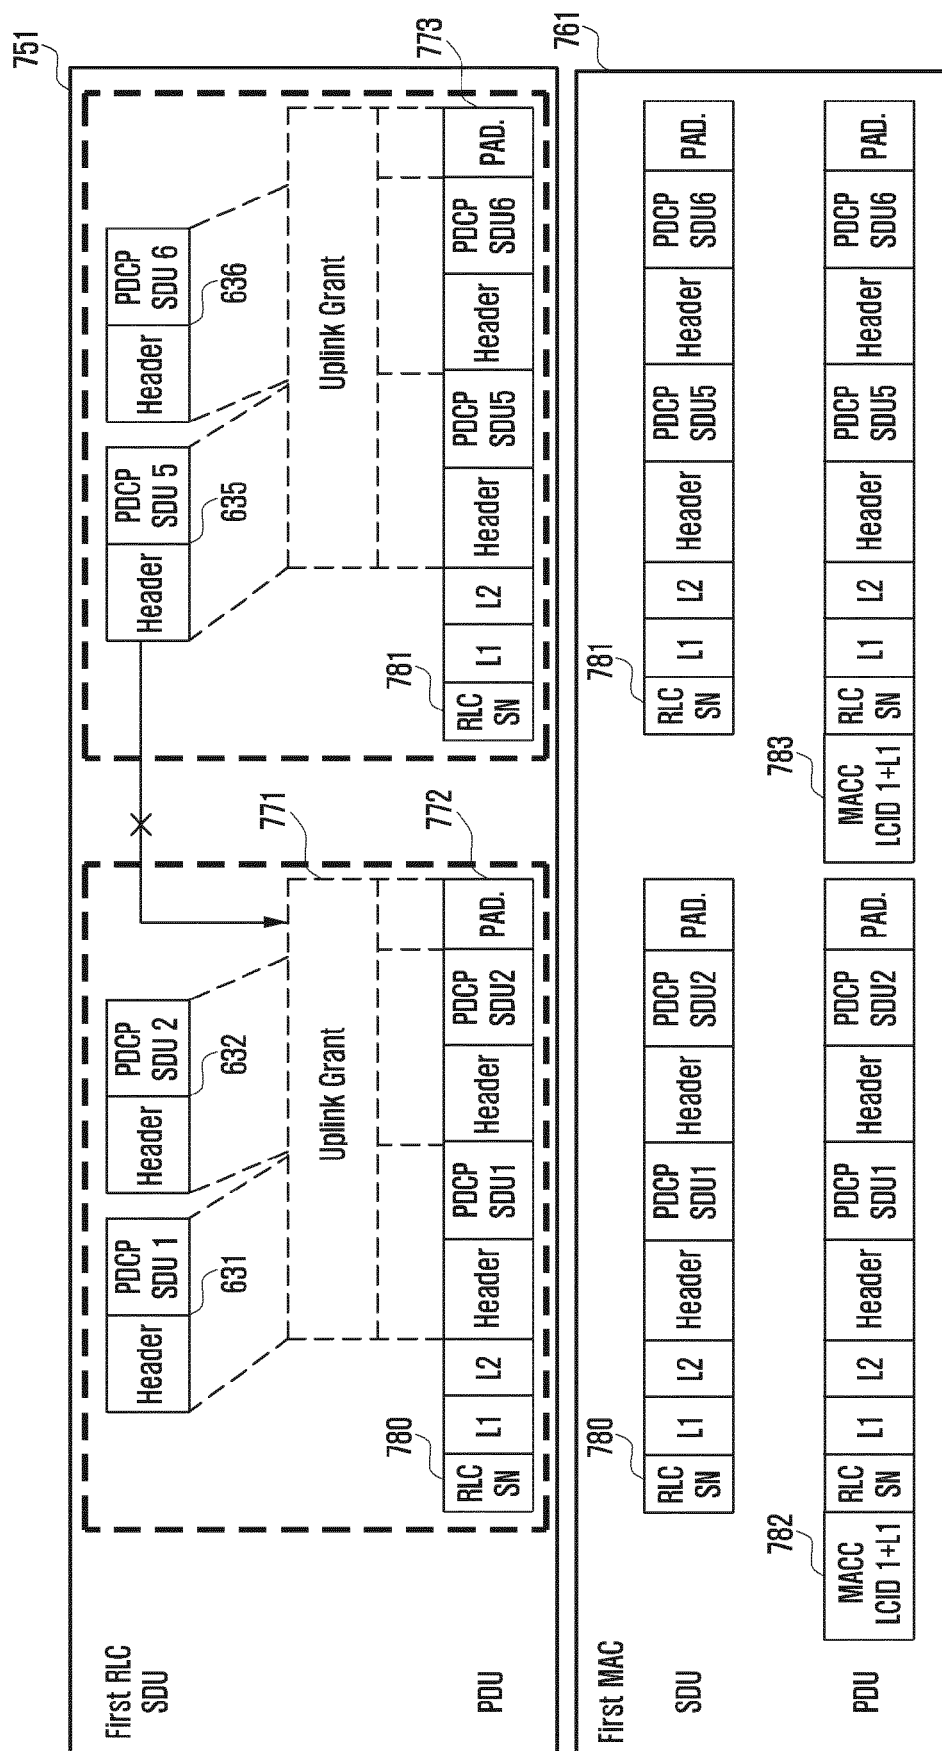 751
First RLC
SDU
Header
PDCP
SDU 1
631
Header
PDCP
SDU 2
632
Header
PDCP
SDU 5
635
Header
PDCP
SDU 6
636
771
Uplink Grant
Uplink Grant
780
772
781
773
PDU
RLC
SN
L1
L2
Header
PDCP
SDU1
Header
PDCP
SDU2
PAD.
RLC
SN
L1
L2
Header
PDCP
SDU5
Header
PDCP
SDU6
PAD.
761
First MAC
780
781
SDU
RLC
SN
L1
L2
Header
PDCP
SDU1
Header
PDCP
SDU2
PAD.
RLC
SN
L1
L2
Header
PDCP
SDU5
Header
PDCP
SDU6
PAD.
782
783
PDU
MACC
LCID 1+L1
RLC
SN
L1
L2
Header
PDCP
SDU1
Header
PDCP
SDU2
PAD.
MACC
LCID 1+L1
RLC
SN
L1
L2
Header
PDCP
SDU5
Header
PDCP
SDU6
PAD.